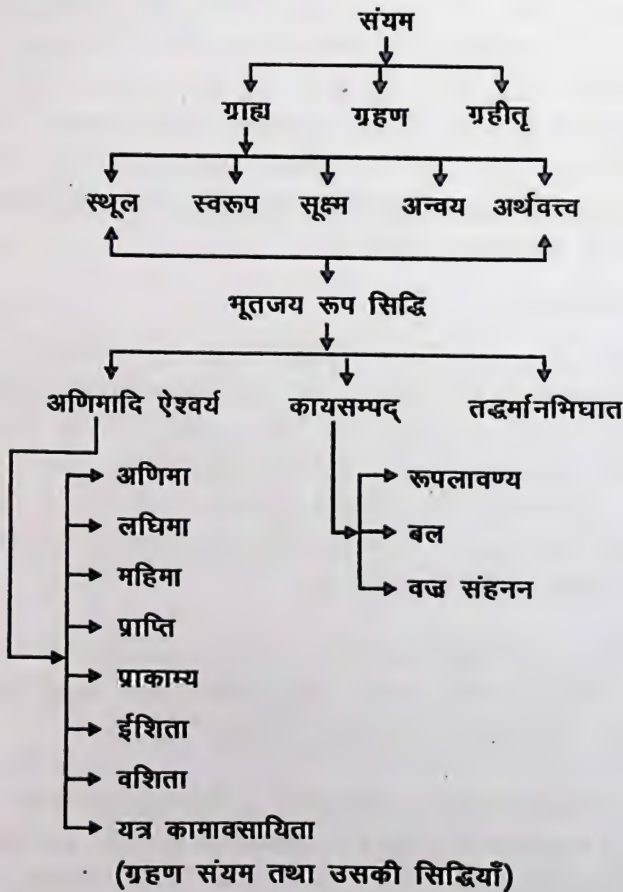 संयम
ग्राह्य ग्रहण ग्रहीतृ
स्थूल स्वरूप सूक्ष्म अन्वय अर्थवत्त्व
भूतजय रूप सिद्धि
अणिमादि ऐश्वर्य कायसम्पद् तद्धर्मानभिघात
अणिमा रूपलावण्य
लघिमा बल
महिमा वज्र संहनन
प्राप्ति
प्राकाम्य
ईशिता
वशिता
यत्र कामावसायिता
(ग्रहण संयम तथा उसकी सिद्धियाँ)